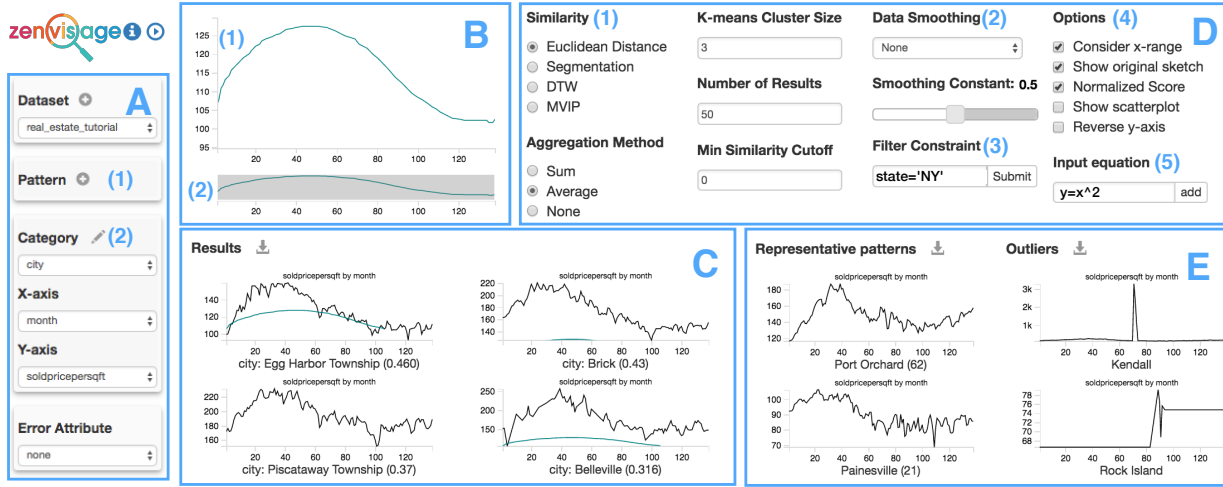 zenvisage i
A
Dataset
real_estate_tutorial
Pattern (1)
Category (2)
city
X-axis
month
Y-axis
soldpricepersqft
Error Attribute
none
B
(1)
125
120
115
110
105
100
95
20 40 60 80 100 120
(2)
20 40 60 80 100 120
D
Similarity (1)
Euclidean Distance
Segmentation
DTW
MVIP
Aggregation Method
Sum
Average
None
K-means Cluster Size
3
Number of Results
50
Min Similarity Cutoff
0
Data Smoothing (2)
None
Smoothing Constant: 0.5
Filter Constraint (3)
state='NY' Submit
Options (4)
Consider x-range
Show original sketch
Normalized Score
Show scatterplot
Reverse y-axis
Input equation (5)
y=x^2 add
C
Results
soldpricepersqft by month
140
120
100
20 40 60 80 100 120
city: Egg Harbor Township (0.460)
soldpricepersqft by month
220
200
180
160
140
20 40 60 80 100 120
city: Brick (0.43)
soldpricepersqft by month
220
200
180
160
20 40 60 80 100 120
city: Piscataway Township (0.37)
soldpricepersqft by month
250
200
150
20 40 60 80 100 120
city: Belleville (0.316)
E
Representative patterns
soldpricepersqft by month
180
160
140
120
20 40 60 80 100 120
Port Orchard (62)
soldpricepersqft by month
100
90
80
70
20 40 60 80 100 120
Painesville (21)
Outliers
soldpricepersqft by month
3k
2k
1k
20 40 60 80 100 120
Kendall
soldpricepersqft by month
78
76
74
72
70
68
20 40 60 80 100 120
Rock Island